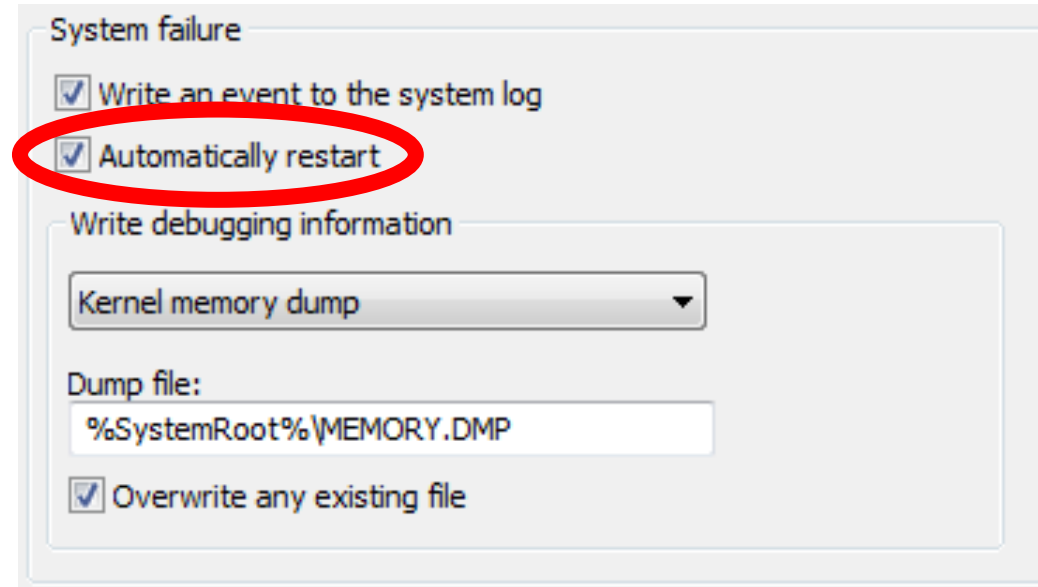 System failure
Write an event to the system log
Automatically restart
Write debugging information
Kernel memory dump
Dump file:
%SystemRoot%\MEMORY.DMP
Overwrite any existing file